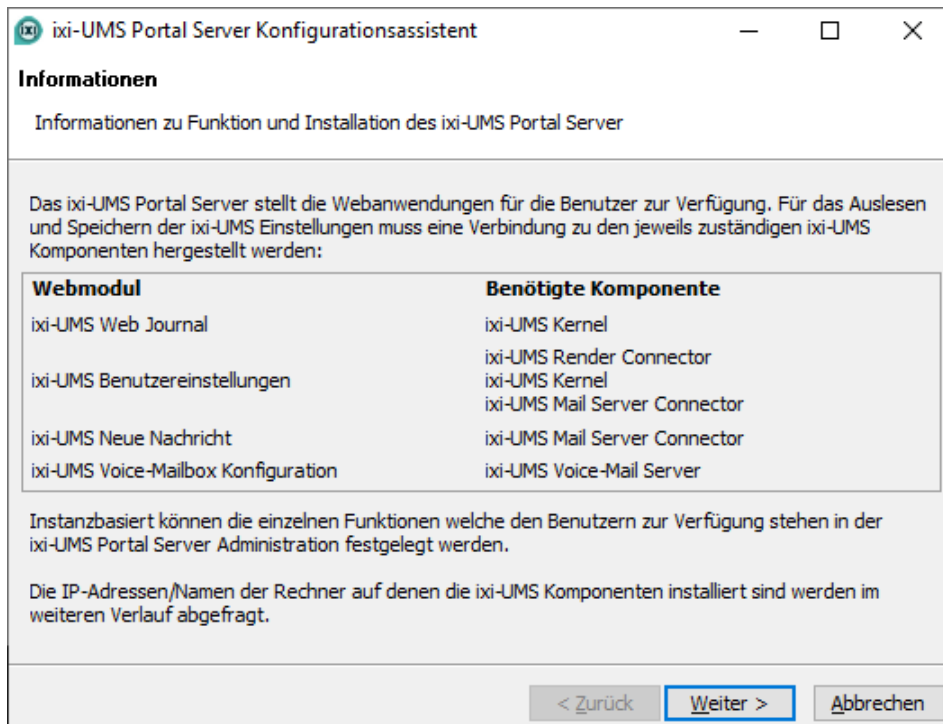 ixi-UMS Portal Server Konfigurationsassistent
Informationen
Informationen zu Funktion und Installation des ixi-UMS Portal Server
Das ixi-UMS Portal Server stellt die Webanwendungen für die Benutzer zur Verfügung. Für das Auslesen
und Speichern der ixi-UMS Einstellungen muss eine Verbindung zu den jeweils zuständigen ixi-UMS
Komponenten hergestellt werden:
Webmodul Benötigte Komponente
ixi-UMS Web Journal ixi-UMS Kernel
ixi-UMS Render Connector
ixi-UMS Benutzereinstellungen ixi-UMS Kernel
ixi-UMS Mail Server Connector
ixi-UMS Neue Nachricht ixi-UMS Mail Server Connector
ixi-UMS Voice-Mailbox Konfiguration ixi-UMS Voice-Mail Server
Instanzbasiert können die einzelnen Funktionen welche den Benutzern zur Verfügung stehen in der
ixi-UMS Portal Server Administration festgelegt werden.
Die IP-Adressen/Namen der Rechner auf denen die ixi-UMS Komponenten installiert sind werden im
weiteren Verlauf abgefragt.
< Zurück Weiter > Abbrechen